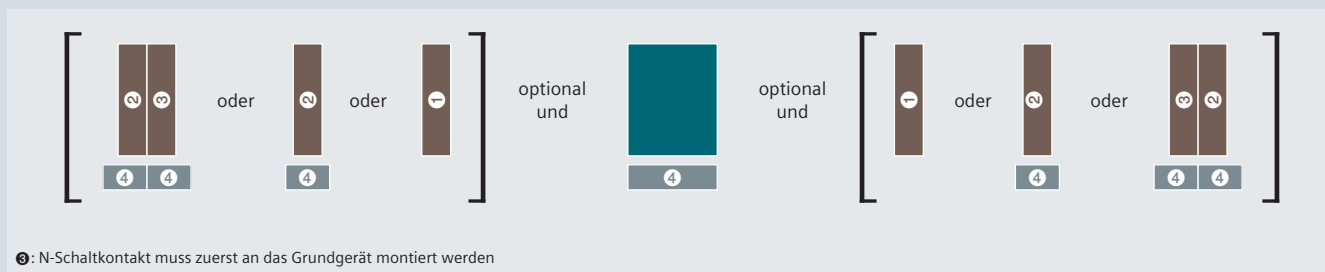 ❷ ❸ oder ❷ oder ❶ optional und optional und ❶ oder ❷ oder ❸ ❷
❹ ❹ ❹ ❹ ❹ ❹ ❹
❸: N-Schaltkontakt muss zuerst an das Grundgerät montiert werden